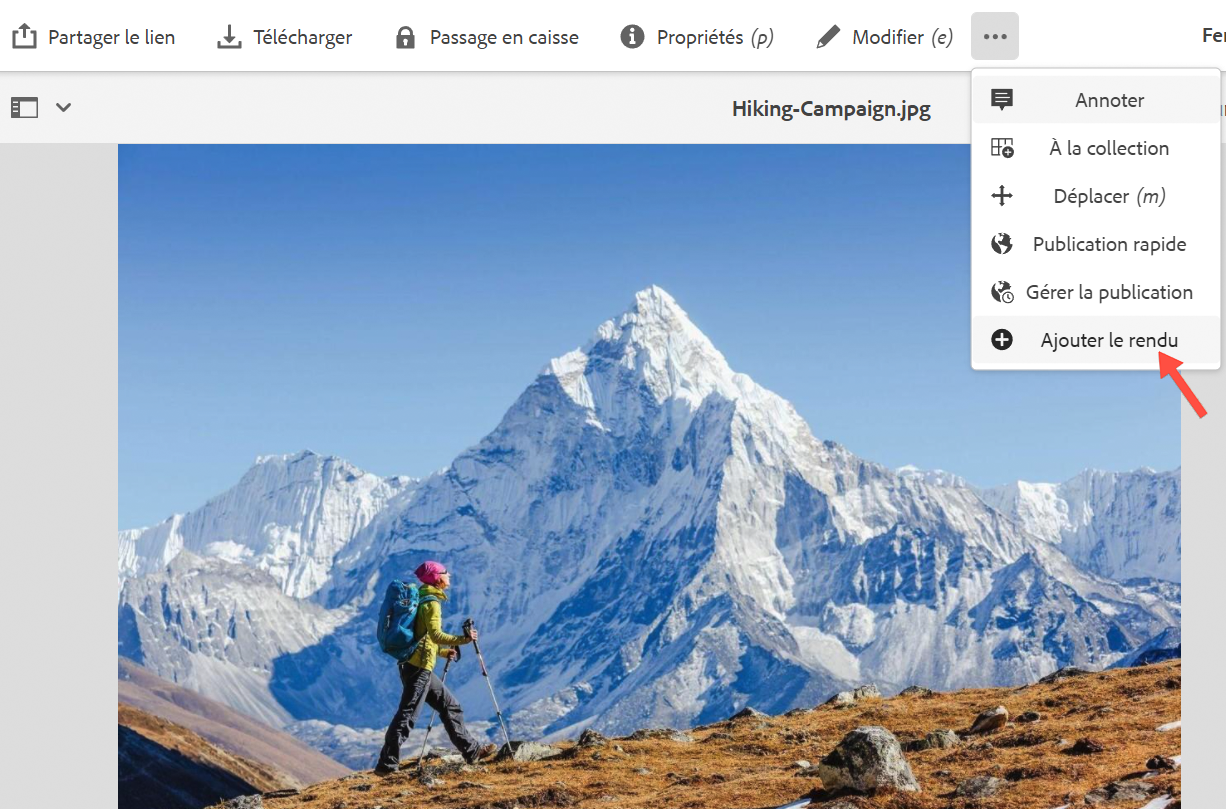 Partager le lien
Télécharger
Passage en caisse
Propriétés (p)
Modifier (e)
Hiking-Campaign.jpg
Annoter
À la collection
Déplacer (m)
Publication rapide
Gérer la publication
Ajouter le rendu